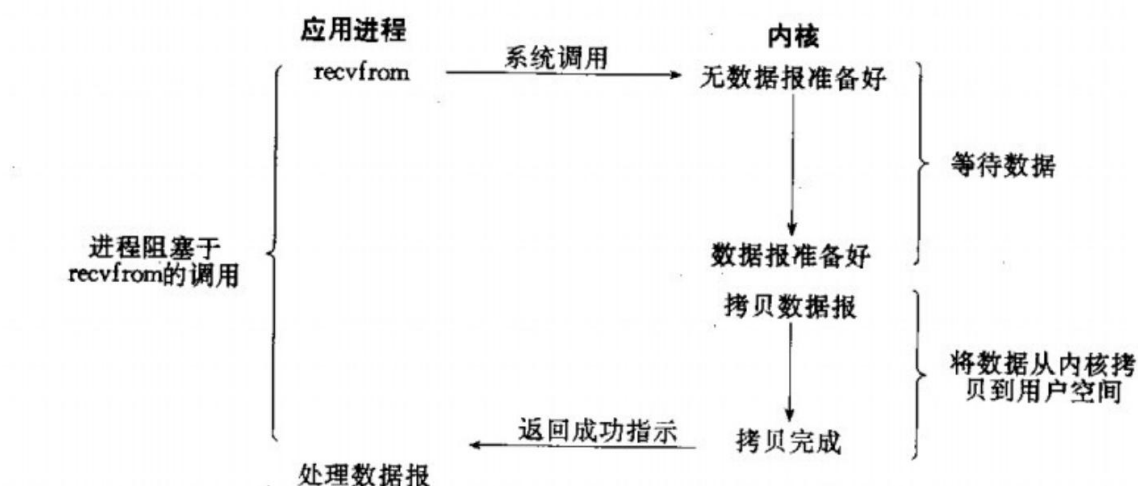 应用进程
内核
recvfrom
系统调用
无数据报准备好
等待数据
进程阻塞于
recvfrom的调用
数据报准备好
拷贝数据报
将数据从内核拷
贝到用户空间
返回成功指示
拷贝完成
处理数据报